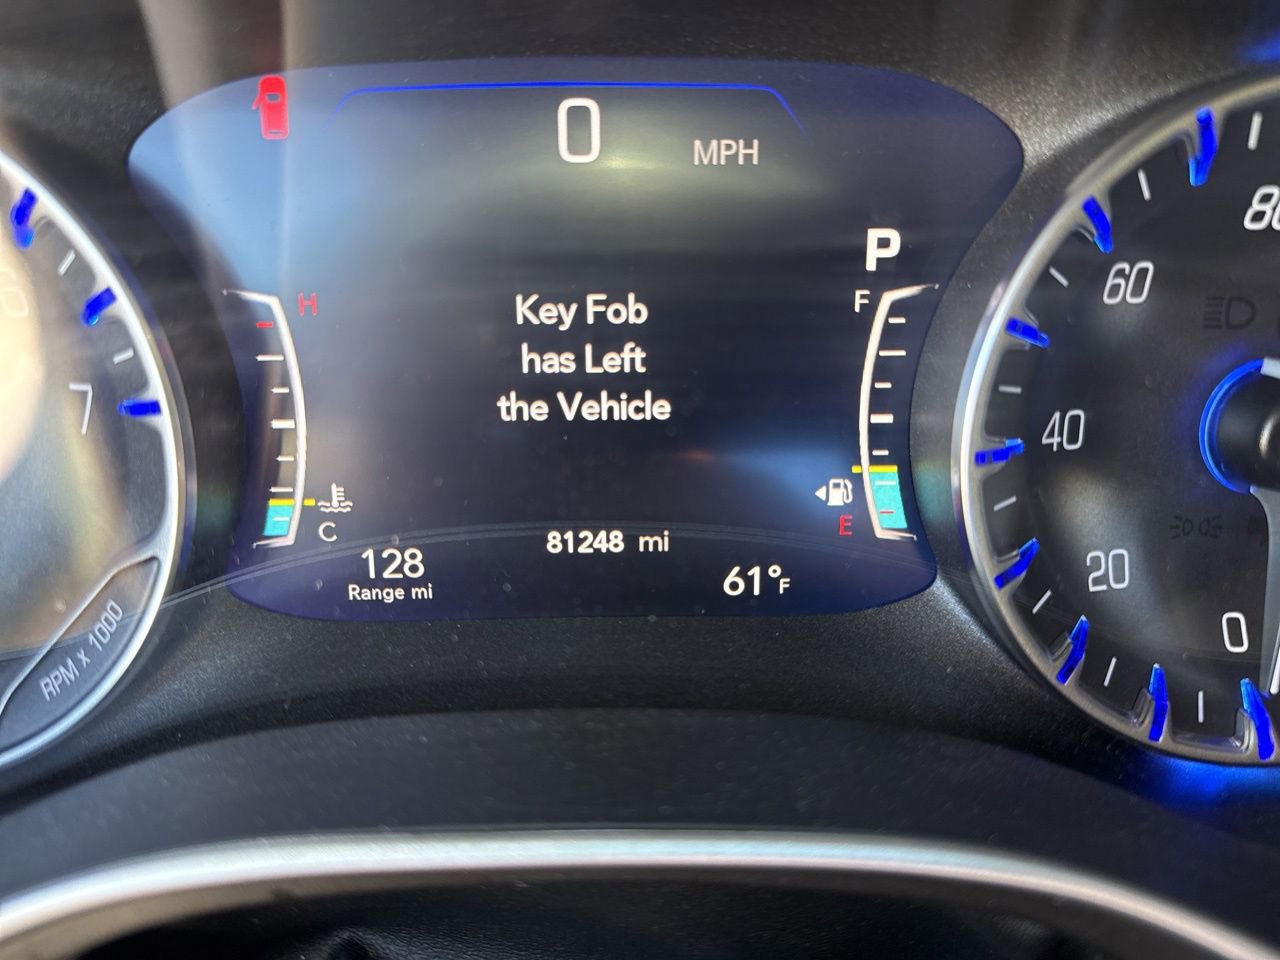 0 MPH
P
H
F
Key Fob
has Left
the Vehicle
C
E
81248 mi
128
Range mi
61°F
7
RPM X 1000
80
60
40
20
0